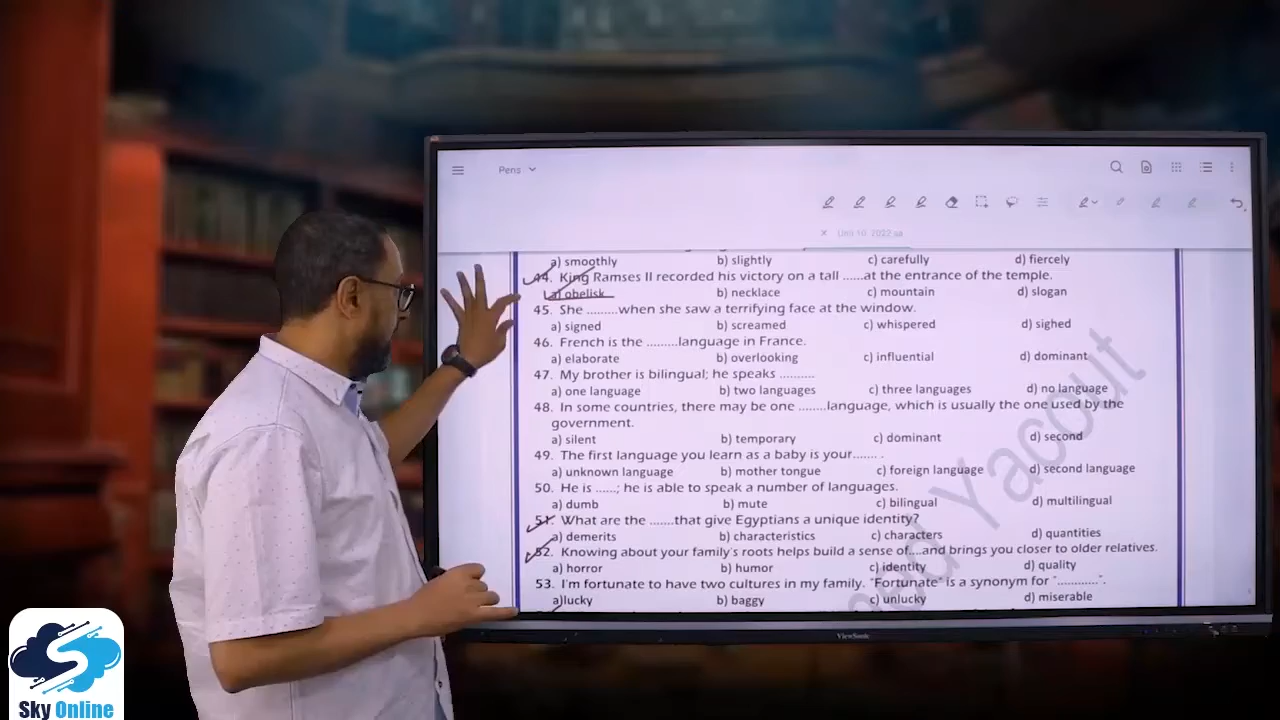 Pens
Unit 10, 2022.sa
a) smoothly b) slightly c) carefully d) fiercely
44. King Ramses II recorded his victory on a tall ......at the entrance of the temple.
a) obelisk b) necklace c) mountain d) slogan
45. She .........when she saw a terrifying face at the window.
a) signed b) screamed c) whispered d) sighed
46. French is the .........language in France.
a) elaborate b) overlooking c) influential d) dominant
47. My brother is bilingual; he speaks ..........
a) one language b) two languages c) three languages d) no language
48. In some countries, there may be one ........language, which is usually the one used by the
government.
a) silent b) temporary c) dominant d) second
49. The first language you learn as a baby is your....... .
a) unknown language b) mother tongue c) foreign language d) second language
50. He is ......; he is able to speak a number of languages.
a) dumb b) mute c) bilingual d) multilingual
51. What are the .......that give Egyptians a unique identity?
a) demerits b) characteristics c) characters d) quantities
52. Knowing about your family's roots helps build a sense of....and brings you closer to older relatives.
a) horror b) humor c) identity d) quality
53. I'm fortunate to have two cultures in my family. "Fortunate" is a synonym for "............".
a)lucky b) baggy c) unlucky d) miserable
Yacout
ViewSonic
Sky Online